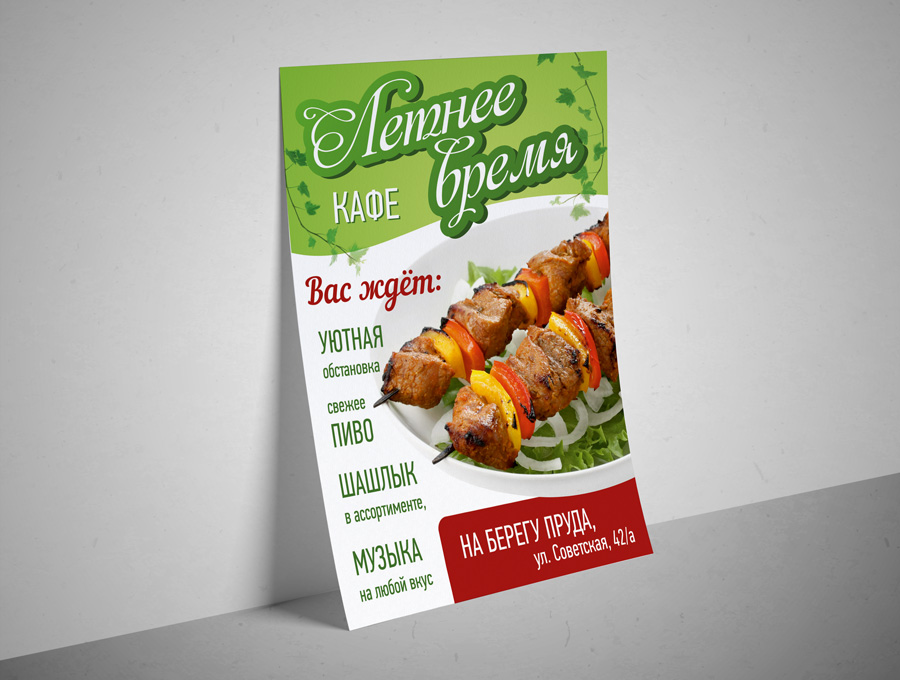 Летнее
время
КАФЕ
Вас ждёт:
УЮТНАЯ
обстановка
свежее
ПИВО
ШАШЛЫК
в ассортименте,
МУЗЫКА
на любой вкус
НА БЕРЕГУ ПРУДА,
ул. Советская, 42/а